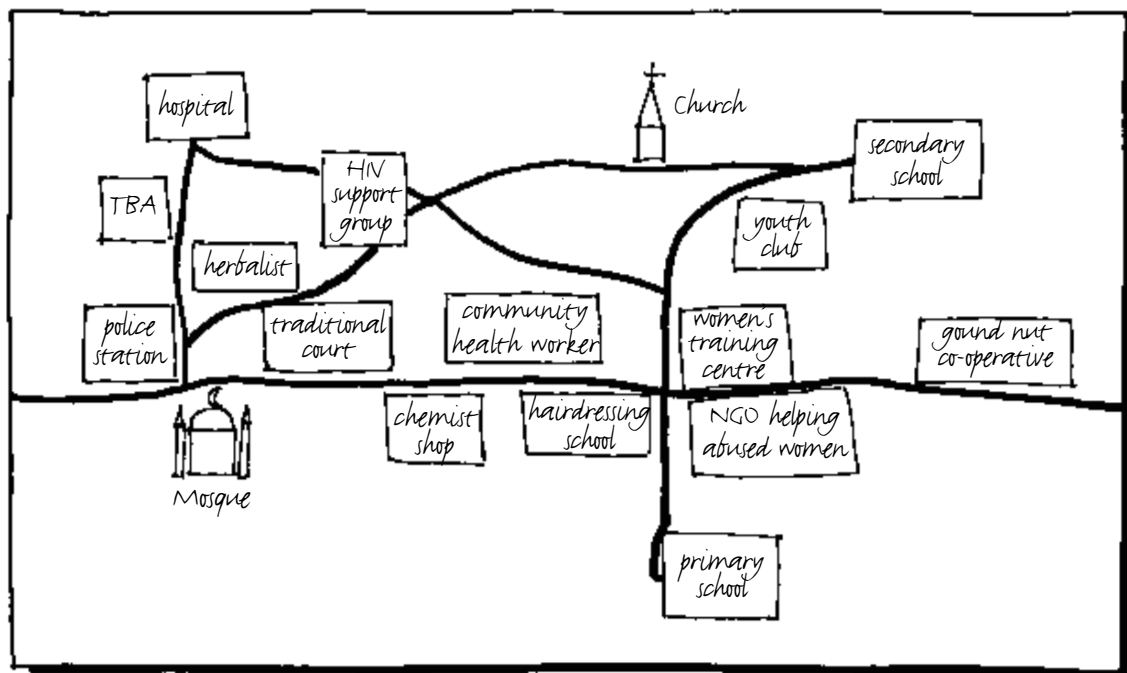 hospital
Church
HIV
support
group
secondary
school
TBA
youth
club
herbalist
police
station
traditional
court
community
health worker
women's
training
centre
gound nut
co-operative
chemist
shop
hairdressing
school
NGO helping
abused women
Mosque
primary
school